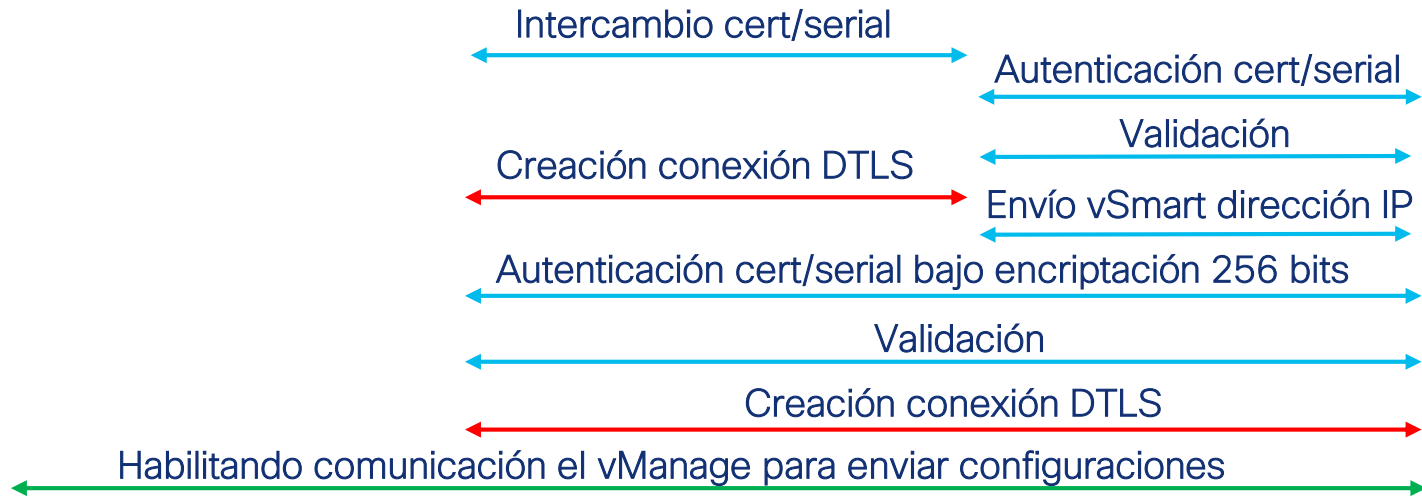 Intercambio cert/serial
Autenticación cert/serial
Validación
Creación conexión DTLS
Envío vSmart dirección IP
Autenticación cert/serial bajo encriptación 256 bits
Validación
Creación conexión DTLS
Habilitando comunicación el vManage para enviar configuraciones